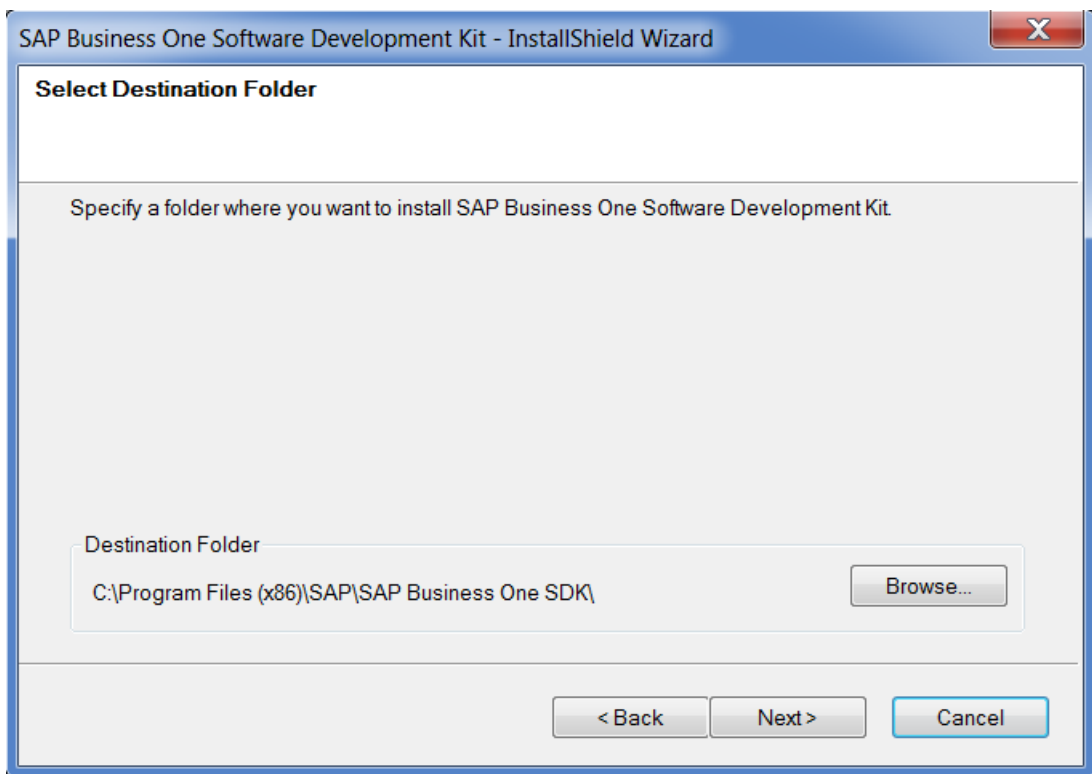 SAP Business One Software Development Kit - InstallShield Wizard
X
Select Destination Folder
Specify a folder where you want to install SAP Business One Software Development Kit.
Destination Folder
C:\Program Files (x86)\SAP\SAP Business One SDK\
Browse...
< Back
Next >
Cancel